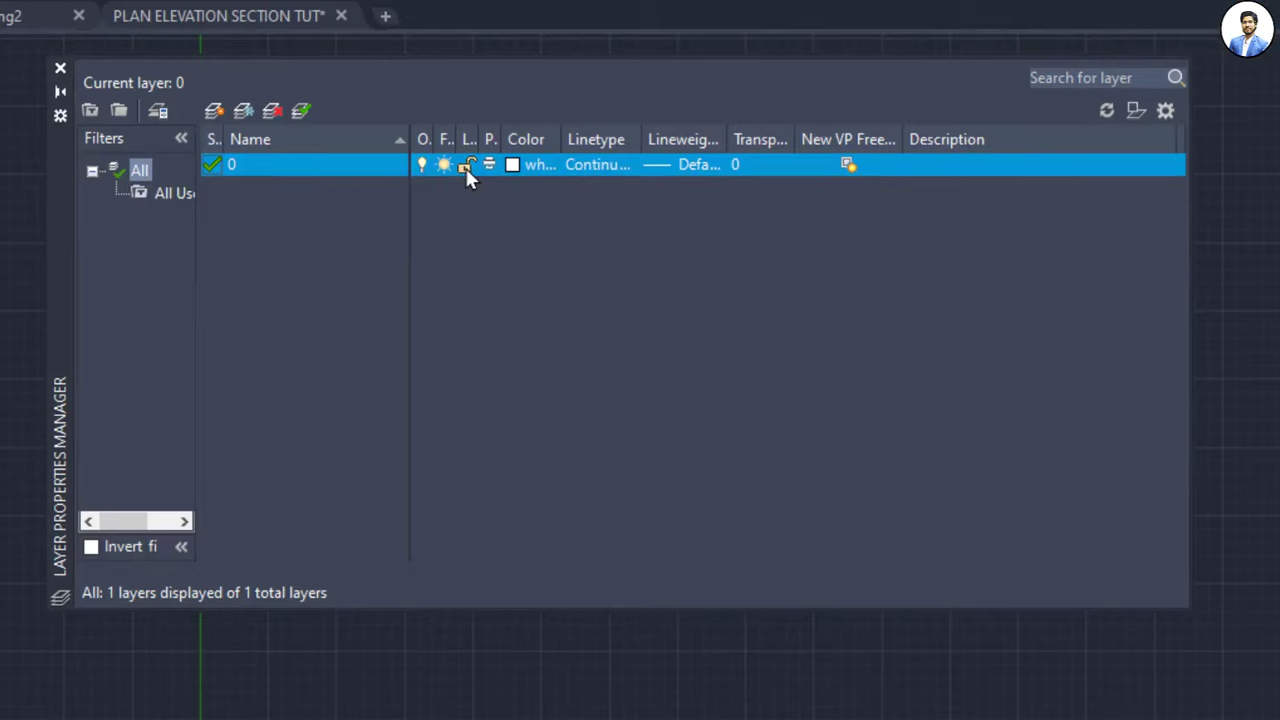 ng2
PLAN ELEVATION SECTION TUT*
Current layer: 0
Search for layer
Filters
S.. Name O. F.. L... P. Color Linetype Lineweig... Transp... New VP Free... Description
0 wh... Continu... Defa... 0
All
All Use
Invert fi
All: 1 layers displayed of 1 total layers
LAYER PROPERTIES MANAGER